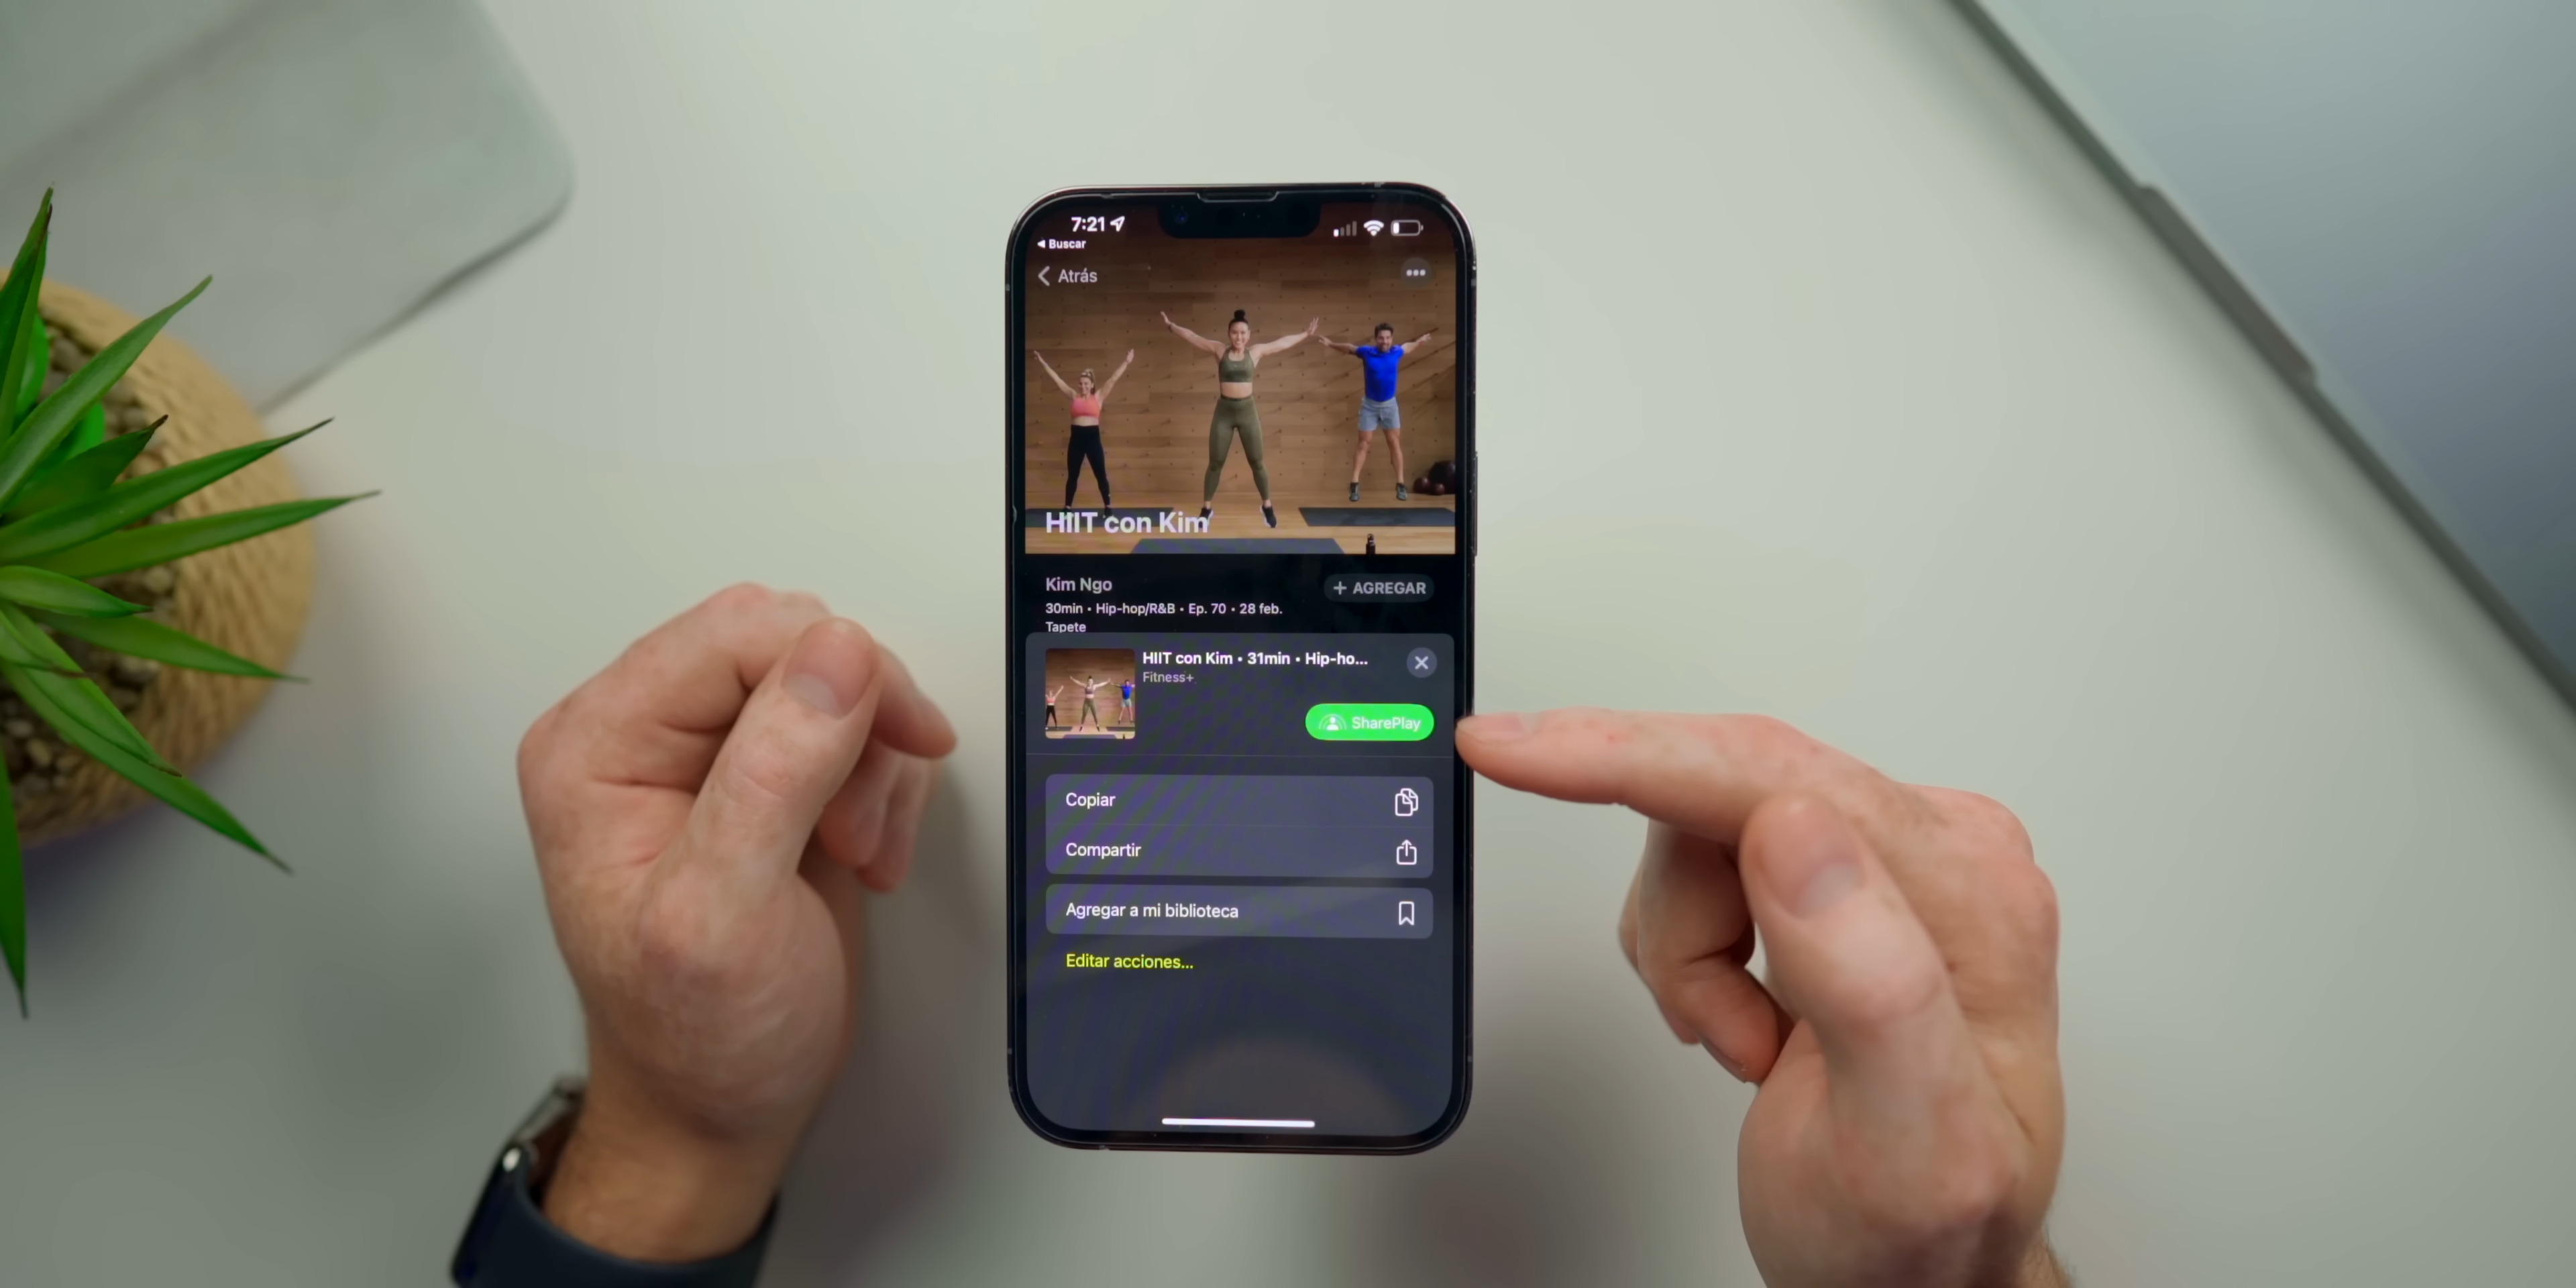 7:21
Buscar
Atrás
HIIT con Kim
Kim Ngo
+ AGREGAR
30min • Hip-hop/R&B • Ep. 70 • 28 feb.
Tapete
HIIT con Kim • 31min • Hip-ho...
Fitness+
SharePlay
Copiar
Compartir
Agregar a mi biblioteca
Editar acciones...